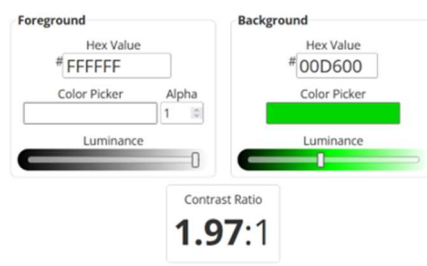 Foreground
Hex Value
# FFFFFF
Color Picker
Alpha
1
Luminance
Background
Hex Value
# 00D600
Color Picker
Luminance
Contrast Ratio
1.97:1